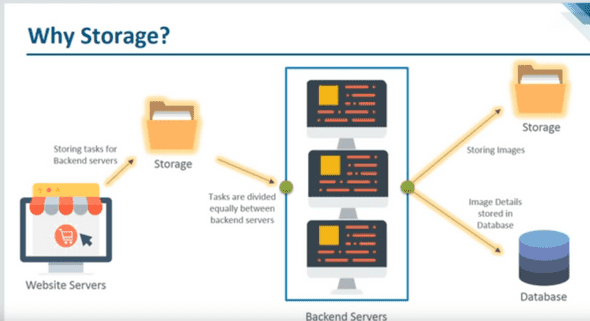 Why Storage?
Storing tasks for
Backend servers
Storage
Website Servers
Tasks are divided
equally between
backend servers
Backend Servers
Storing Images
Storage
Image Details
stored in
Database
Database